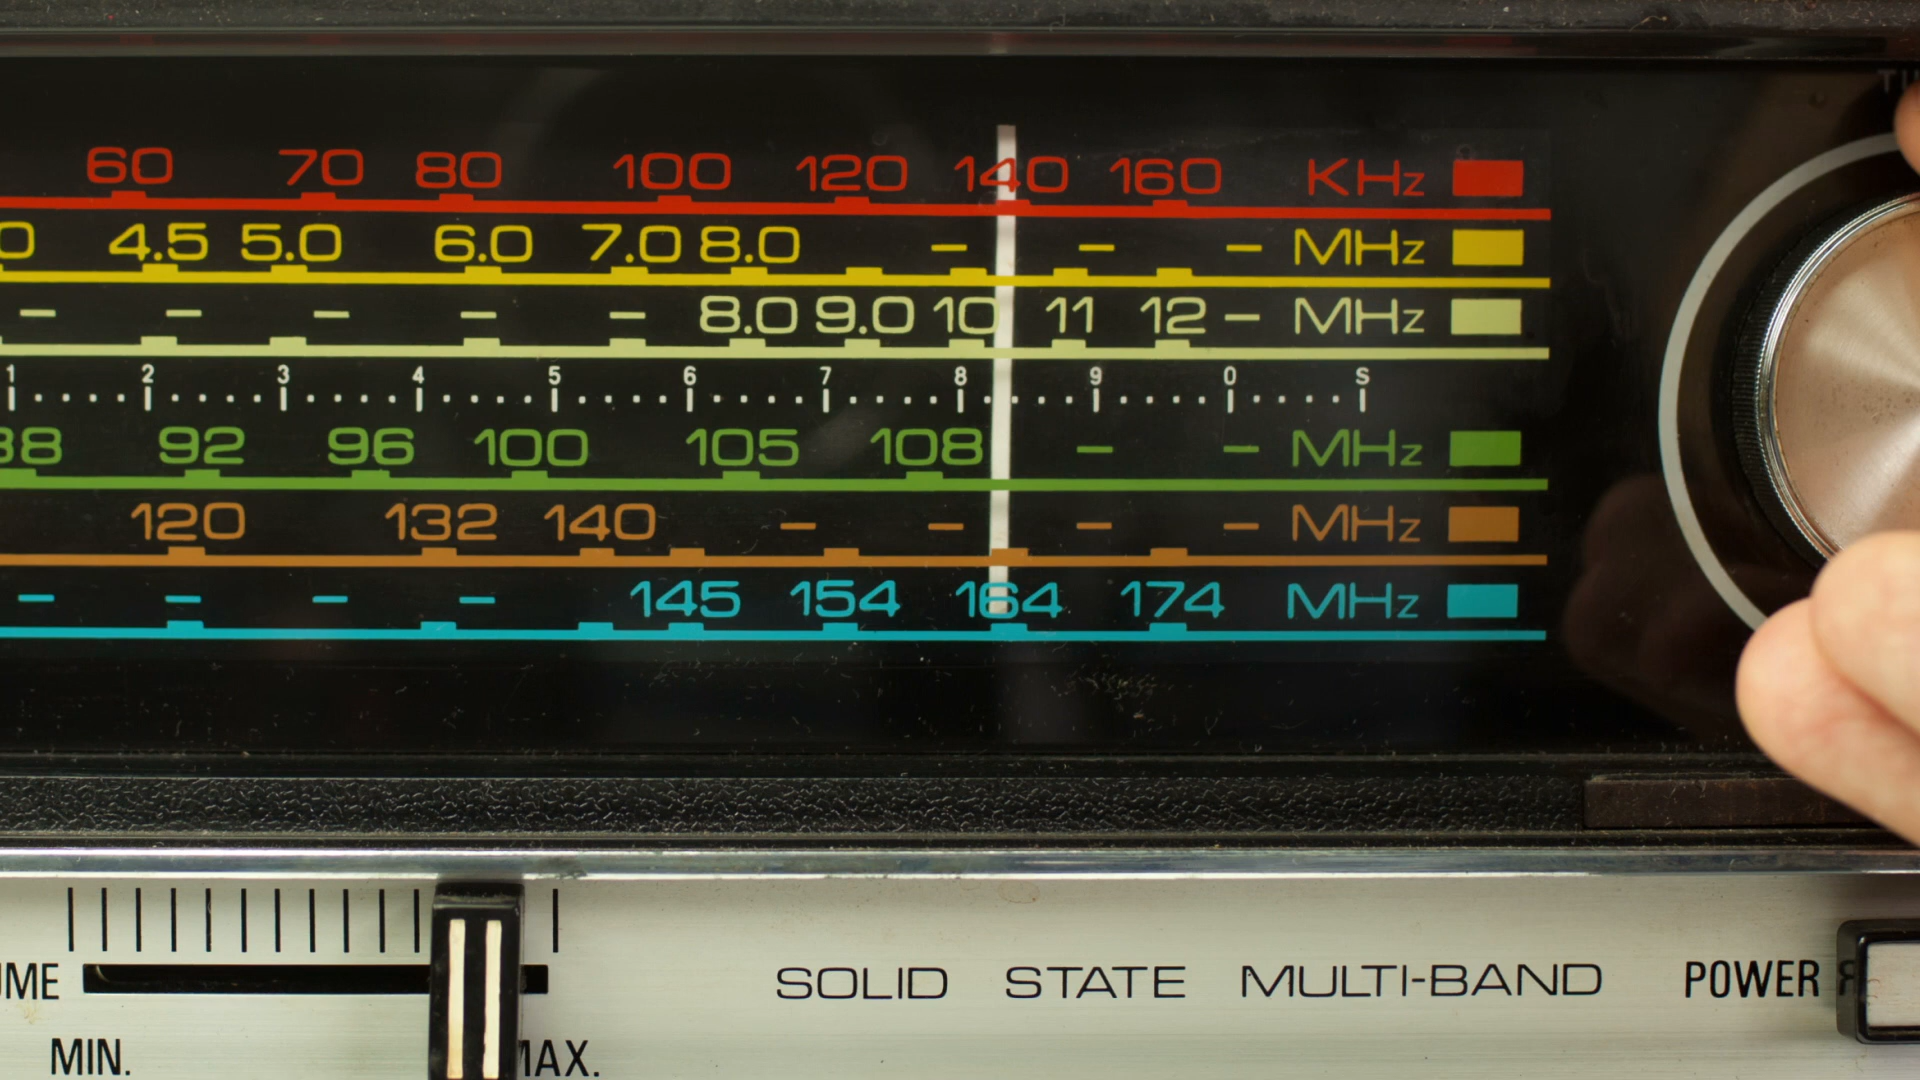 60 70 80 100 120 140 160 KHz
4.5 5.0 6.0 7.0 8.0 – – – MHz
– – – – – 8.0 9.0 10 11 12 – MHz
1 2 3 4 5 6 7 8 9 0 S
88 92 96 100 105 108 – – MHz
120 132 140 – – – – MHz
– – – – 145 154 164 174 MHz
SOLID STATE MULTI-BAND POWER
MIN. MAX.